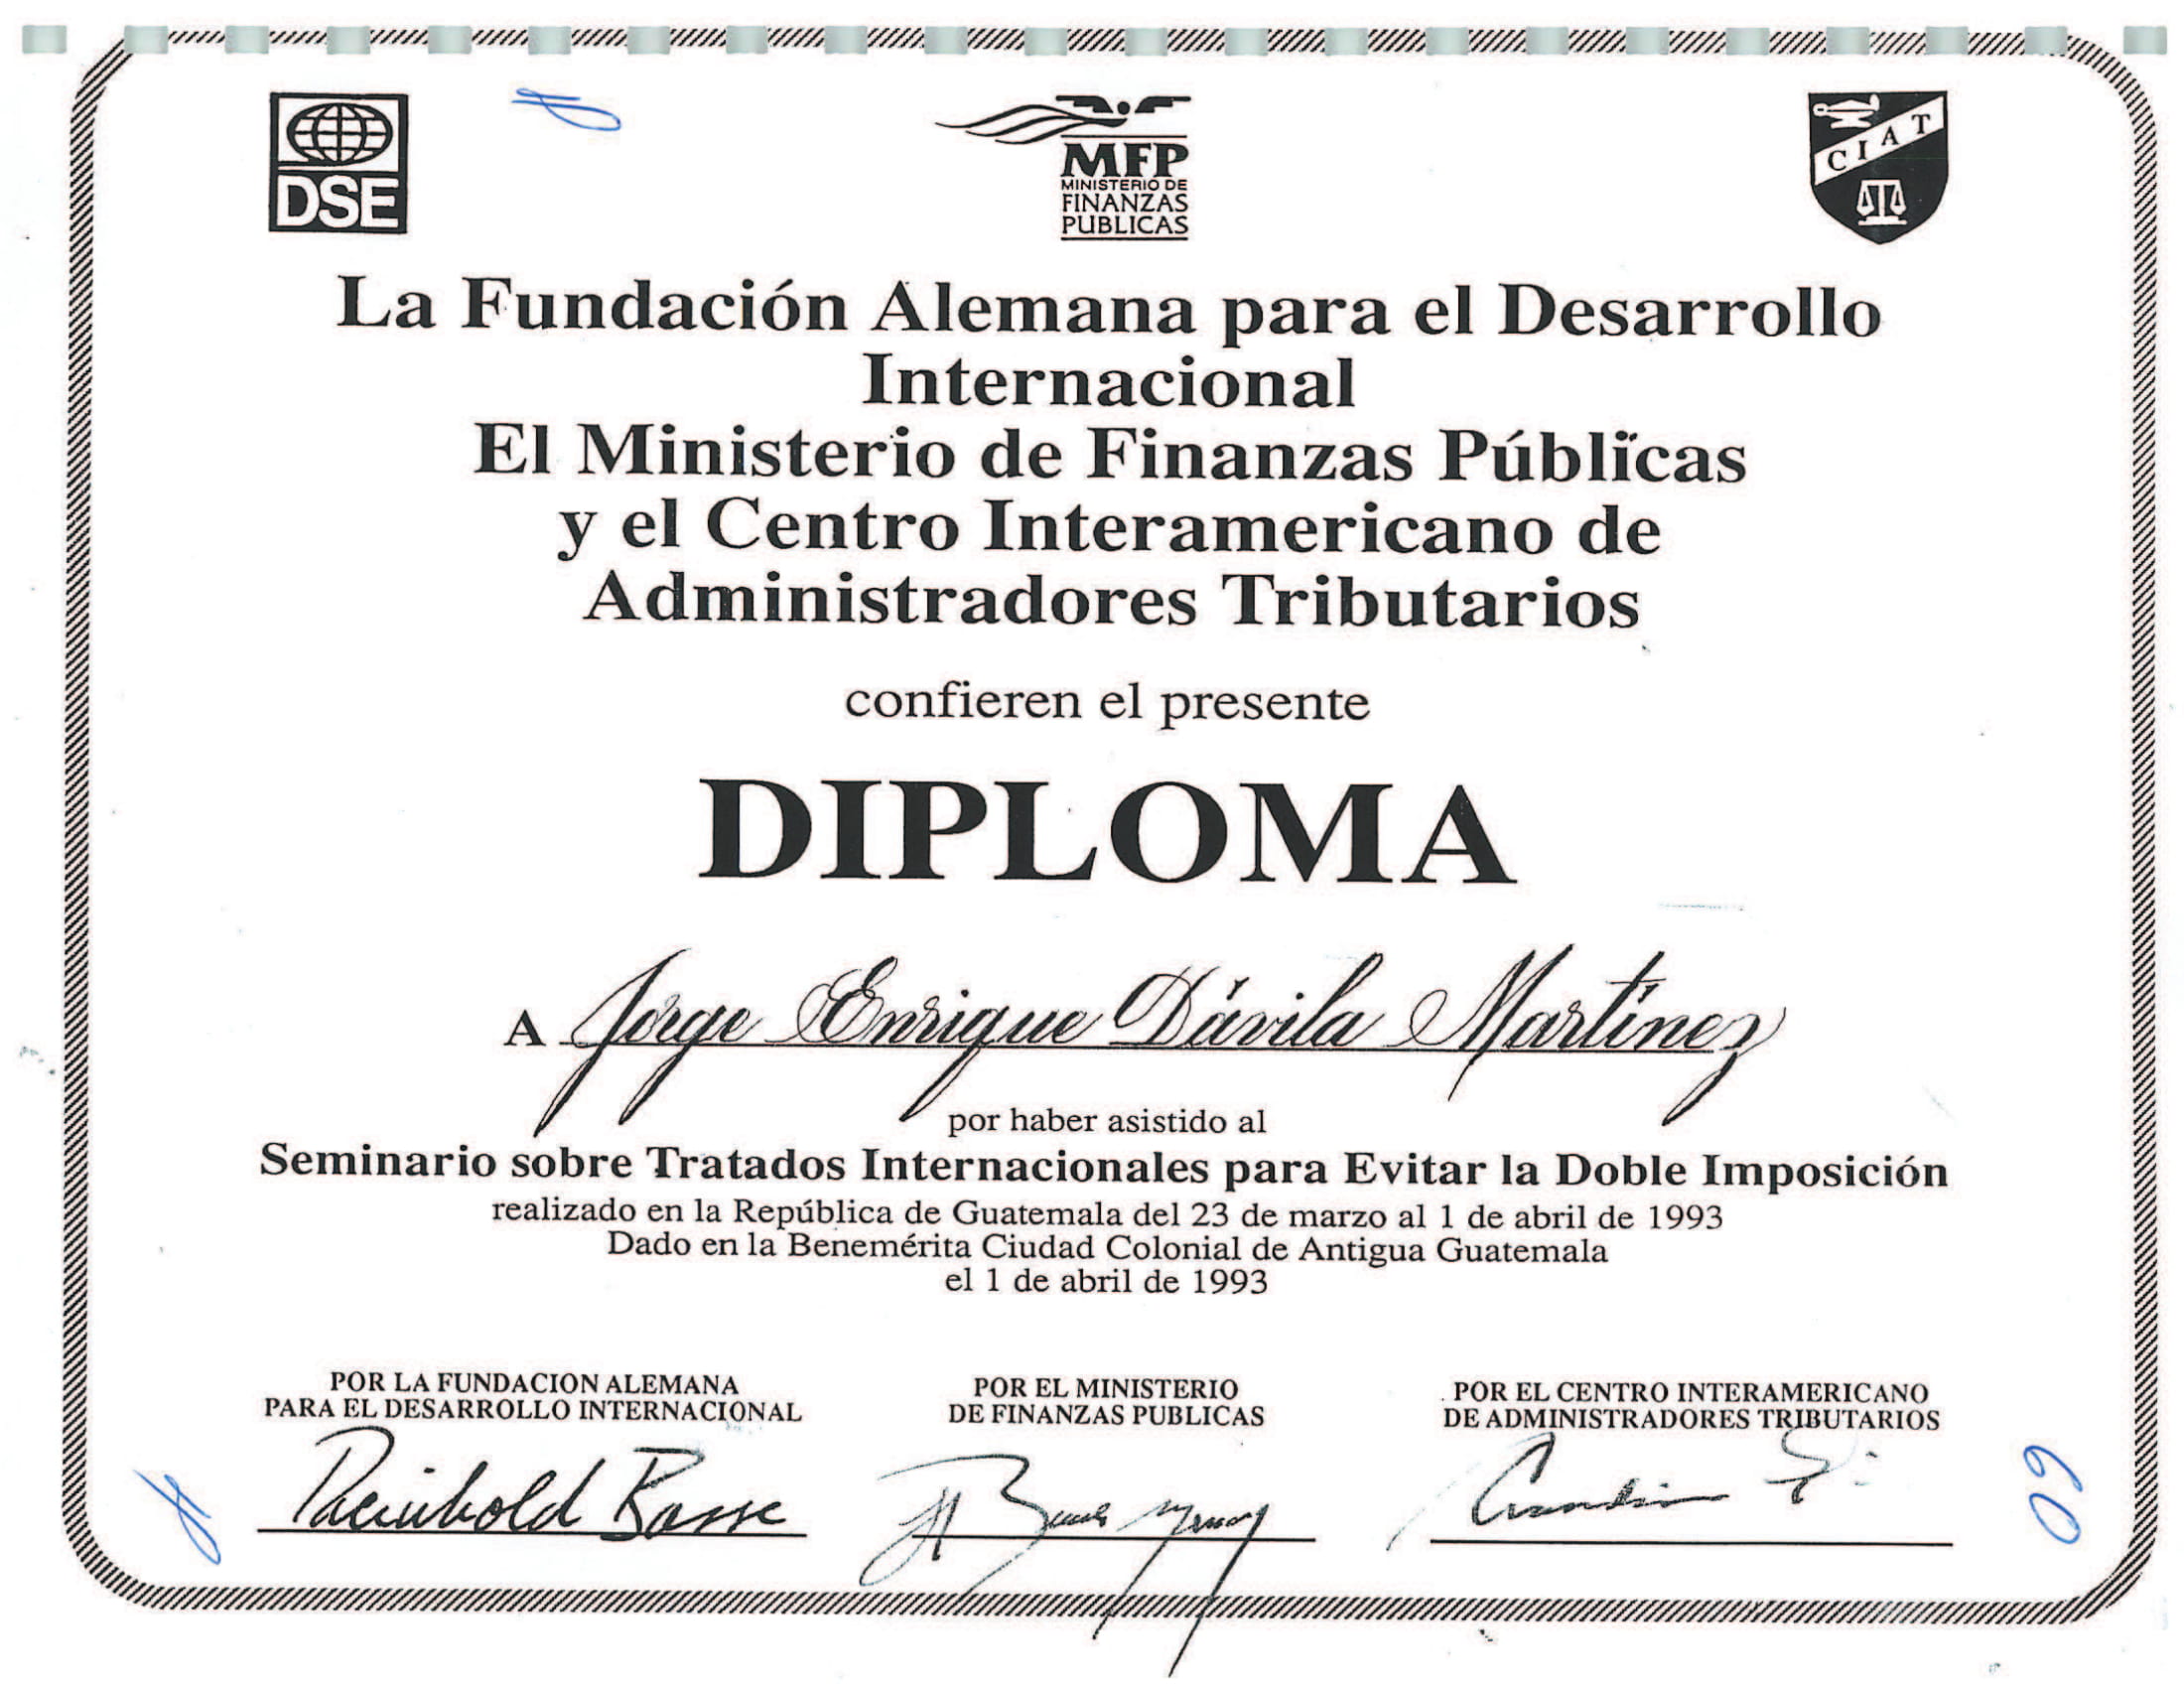 DSE
MFP
MINISTERIO DE
FINANZAS
PUBLICAS
CIAT
La Fundación Alemana para el Desarrollo
Internacional
El Ministerio de Finanzas Públicas
y el Centro Interamericano de
Administradores Tributarios
confieren el presente
DIPLOMA
A Jorge Enrique Dávila Martínez
por haber asistido al
Seminario sobre Tratados Internacionales para Evitar la Doble Imposición
realizado en la República de Guatemala del 23 de marzo al 1 de abril de 1993
Dado en la Benemérita Ciudad Colonial de Antigua Guatemala
el 1 de abril de 1993
POR LA FUNDACION ALEMANA
PARA EL DESARROLLO INTERNACIONAL
POR EL MINISTERIO
DE FINANZAS PUBLICAS
POR EL CENTRO INTERAMERICANO
DE ADMINISTRADORES TRIBUTARIOS
Reinhold Basse